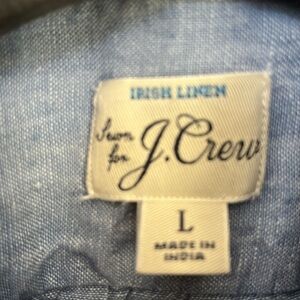 IRISH LINEN
Sewn
for
J.Crew
L
MADE IN
INDIA